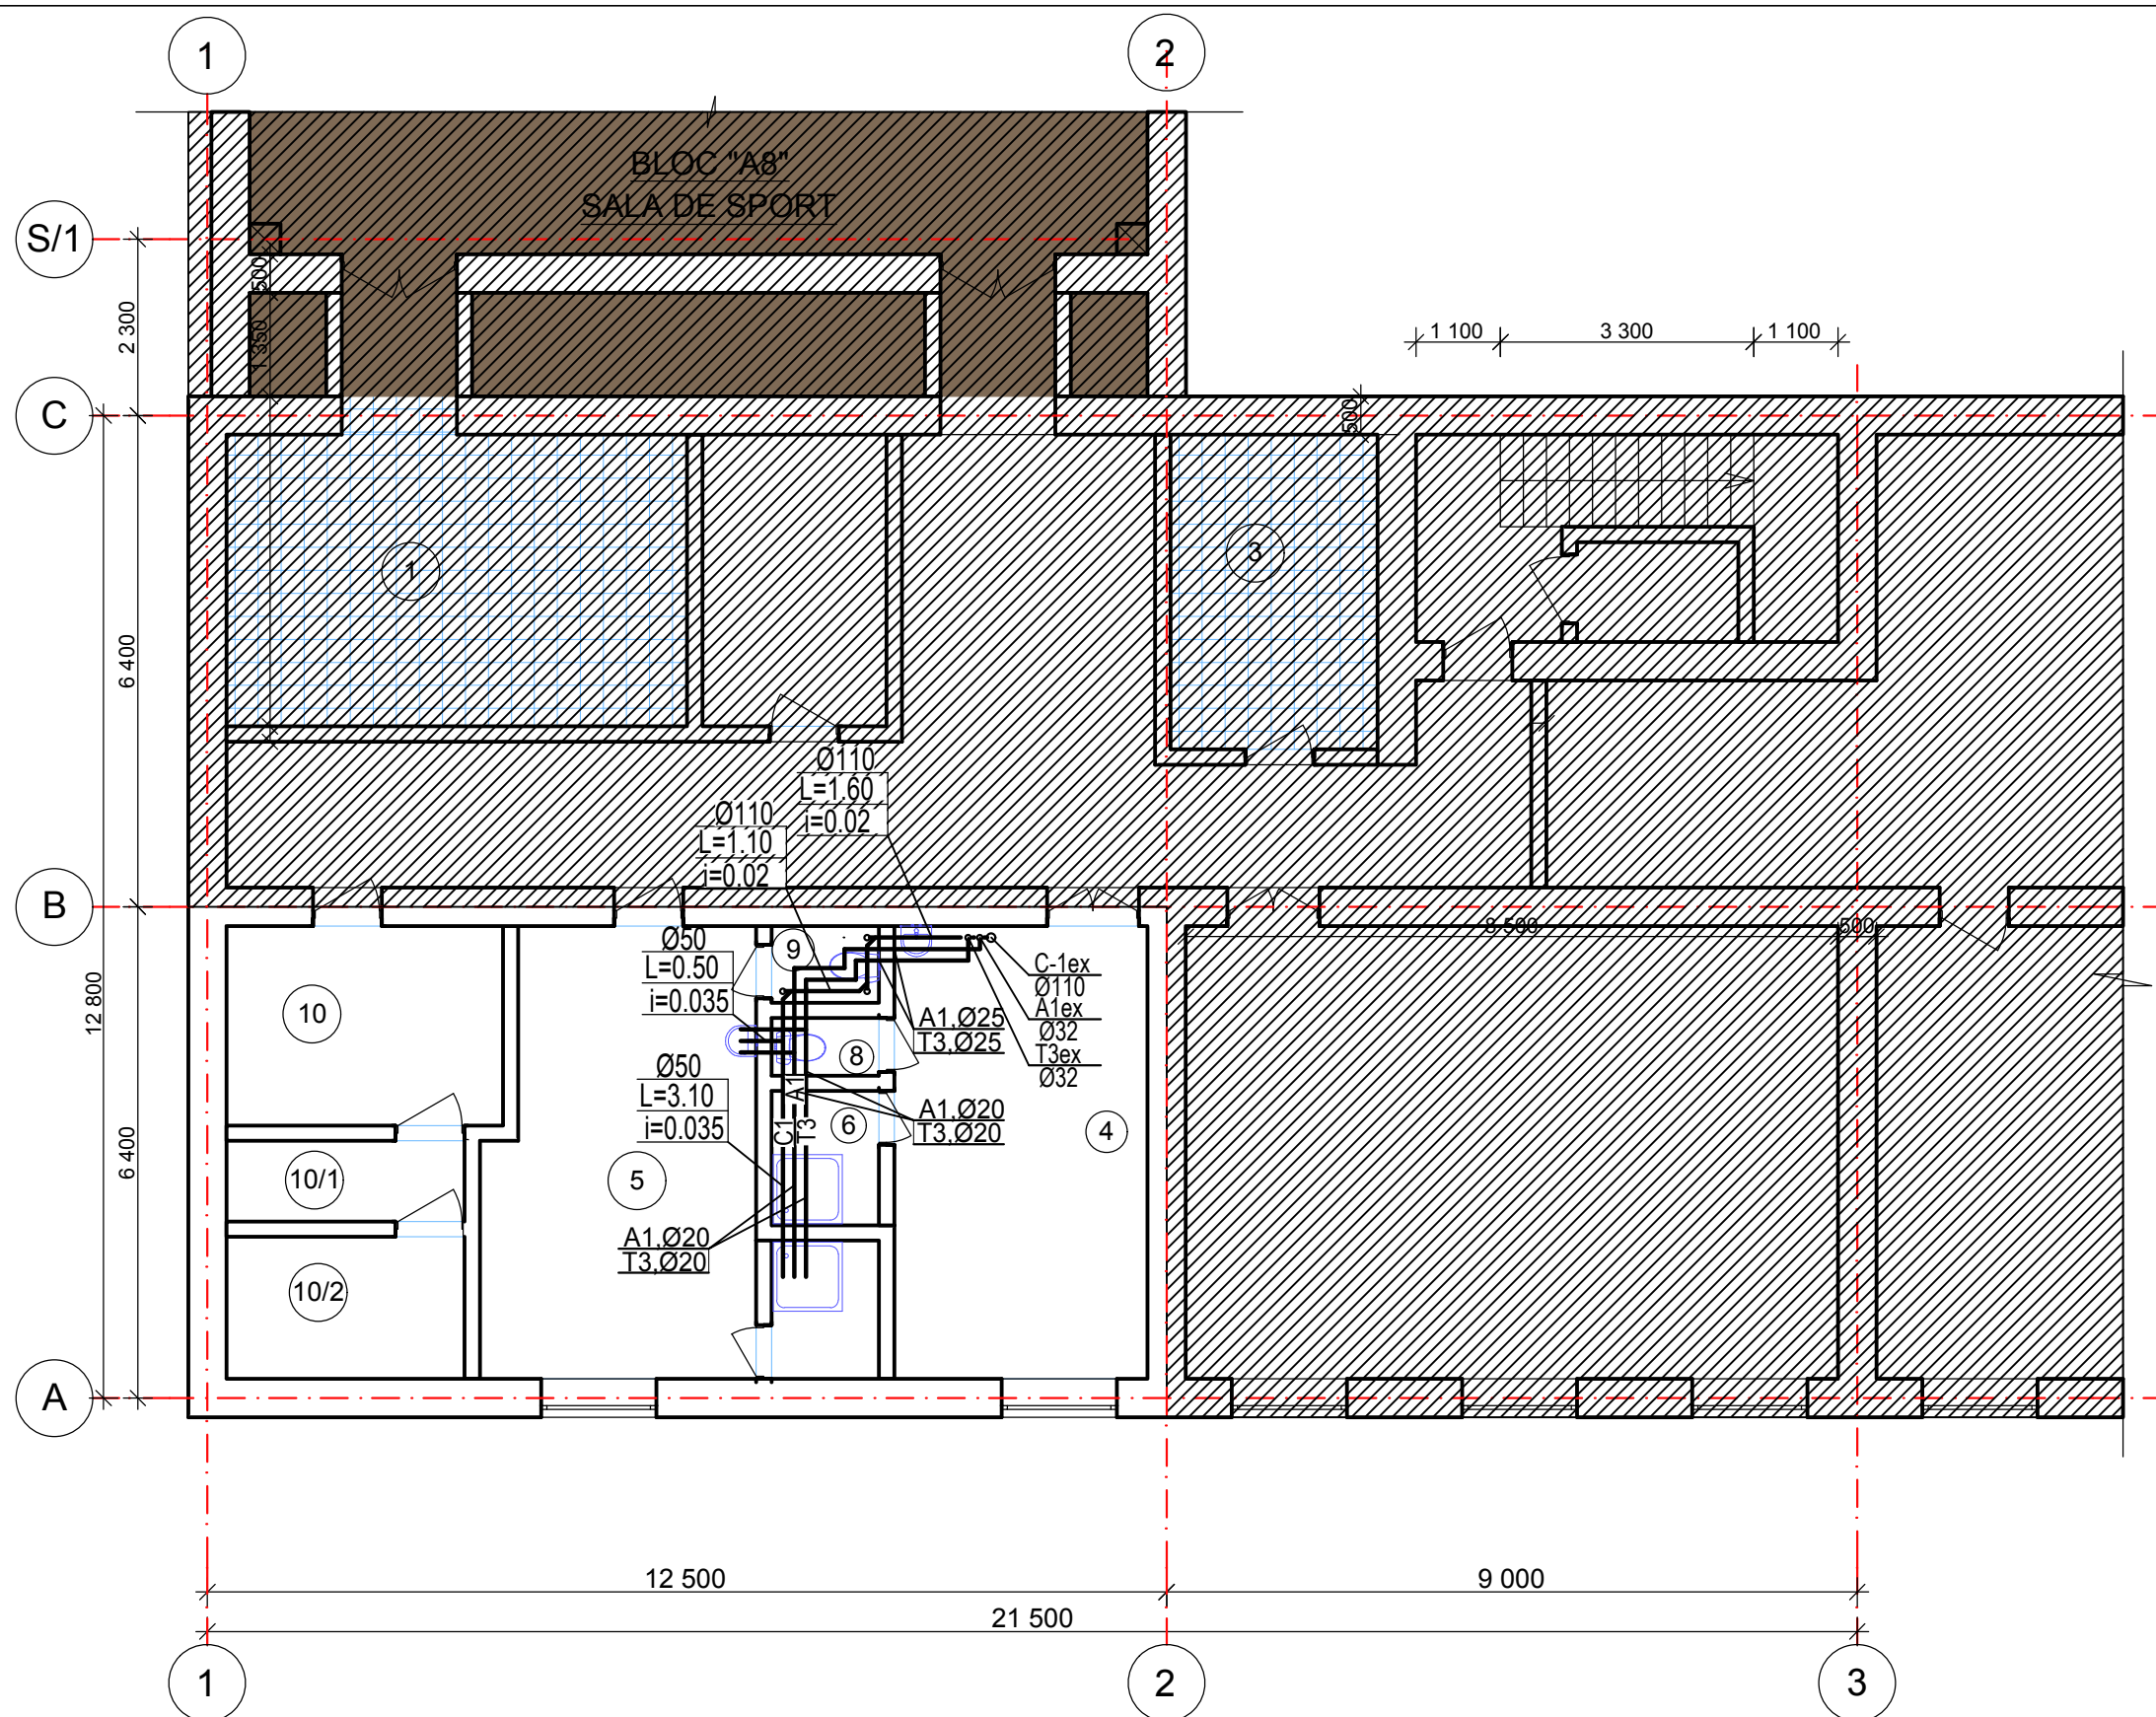 1
2
BLOC "A8"
SALA DE SPORT
S/1
500
2 300
1 350
1 100
3 300
1 100
C
500
1
3
6 400
Ø110
L=1.60
i=0.02
Ø110
L=1.10
i=0.02
B
8 500
500
Ø50
L=0.50
i=0.035
9
C-1ex
Ø110
A1ex
Ø32
T3ex
Ø32
12 800
10
A1,Ø25
T3,Ø25
8
Ø50
L=3.10
i=0.035
A1
C1
T3
6
A1,Ø20
T3,Ø20
4
6 400
10/1
5
A1,Ø20
T3,Ø20
10/2
A
12 500
9 000
21 500
1
2
3